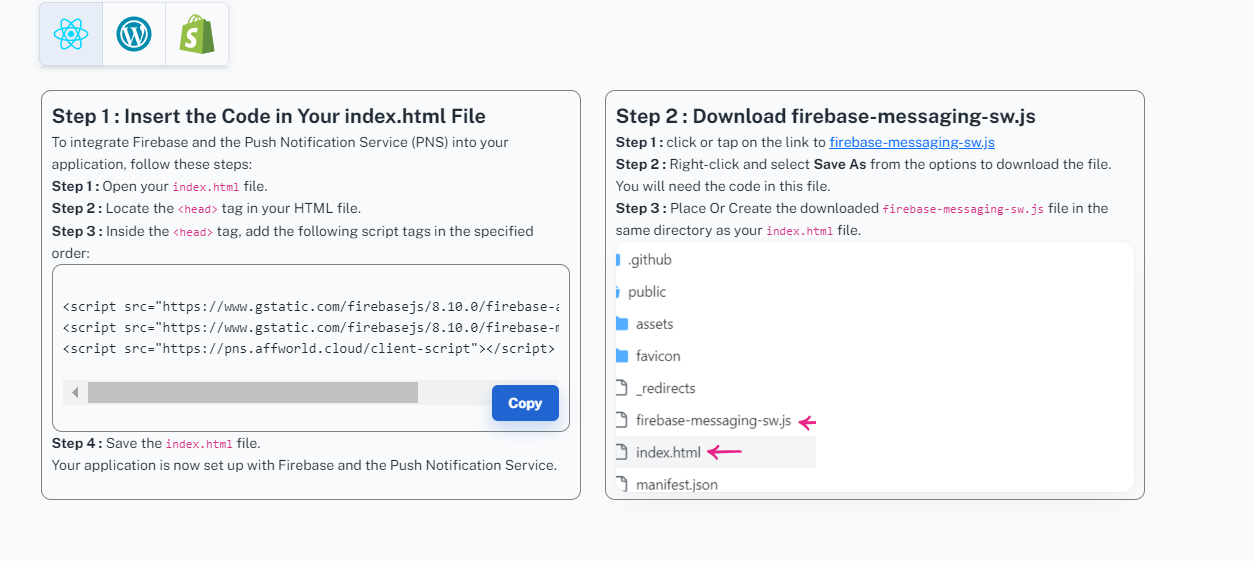 Step 1 : Insert the Code in Your index.html File
To integrate Firebase and the Push Notification Service (PNS) into your
application, follow these steps:
Step 1 : Open your index.html file.
Step 2 : Locate the <head> tag in your HTML file.
Step 3 : Inside the <head> tag, add the following script tags in the specified
order:
<script src="https://www.gstatic.com/firebasejs/8.10.0/firebase-a
<script src="https://www.gstatic.com/firebasejs/8.10.0/firebase-m
<script src="https://pns.affworld.cloud/client-script"></script>
Copy
Step 4 : Save the index.html file.
Your application is now set up with Firebase and the Push Notification Service.
Step 2 : Download firebase-messaging-sw.js
Step 1 : click or tap on the link to firebase-messaging-sw.js
Step 2 : Right-click and select Save As from the options to download the file.
You will need the code in this file.
Step 3 : Place Or Create the downloaded firebase-messaging-sw.js file in the
same directory as your index.html file.
.github
public
assets
favicon
_redirects
firebase-messaging-sw.js
index.html
manifest.json